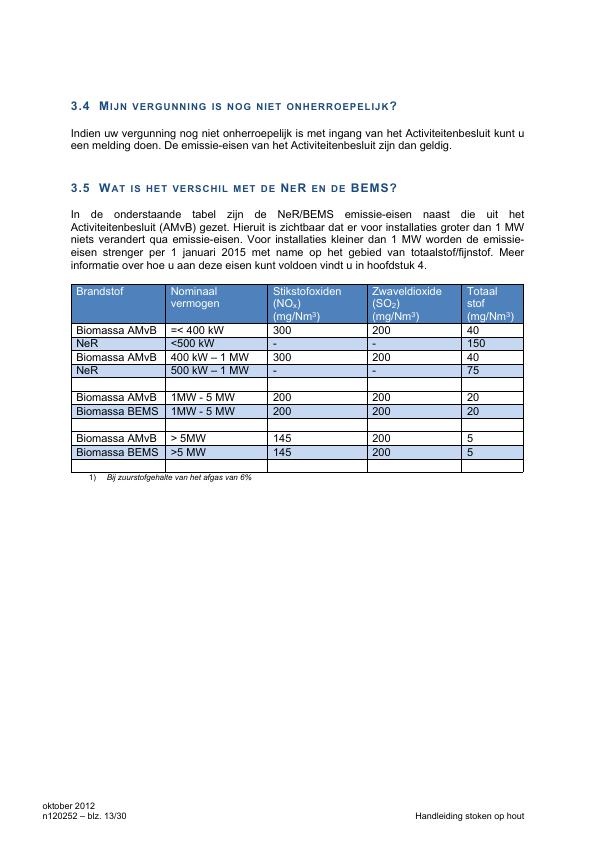 3.4 MIJN VERGUNNING IS NOG NIET ONHERROEPELIJK?
Indien uw vergunning nog niet onherroepelijk is met ingang van het Activiteitenbesluit kunt u
een melding doen. De emissie-eisen van het Activiteitenbesluit zijn dan geldig.
3.5 WAT IS HET VERSCHIL MET DE NER EN DE BEMS?
In de onderstaande tabel zijn de NeR/BEMS emissie-eisen naast die uit het
Activiteitenbesluit (AMvB) gezet. Hieruit is zichtbaar dat er voor installaties groter dan 1 MW
niets verandert qua emissie-eisen. Voor installaties kleiner dan 1 MW worden de emissie-
eisen strenger per 1 januari 2015 met name op het gebied van totaalstof/fijnstof. Meer
informatie over hoe u aan deze eisen kunt voldoen vindt u in hoofdstuk 4.
Brandstof Nominaal Stikstofoxiden Zwaveldioxide Totaal
vermogen (NOₓ) (SO₂) stof
(mg/Nm³) (mg/Nm³) (mg/Nm³)
Biomassa AMvB =< 400 kW 300 200 40
NeR <500 kW - - 150
Biomassa AMvB 400 kW – 1 MW 300 200 40
NeR 500 kW – 1 MW - - 75
Biomassa AMvB 1MW - 5 MW 200 200 20
Biomassa BEMS 1MW - 5 MW 200 200 20
Biomassa AMvB > 5MW 145 200 5
Biomassa BEMS >5 MW 145 200 5
1) Bij zuurstofgehalte van het afgas van 6%
oktober 2012
n120252 – blz. 13/30 Handleiding stoken op hout